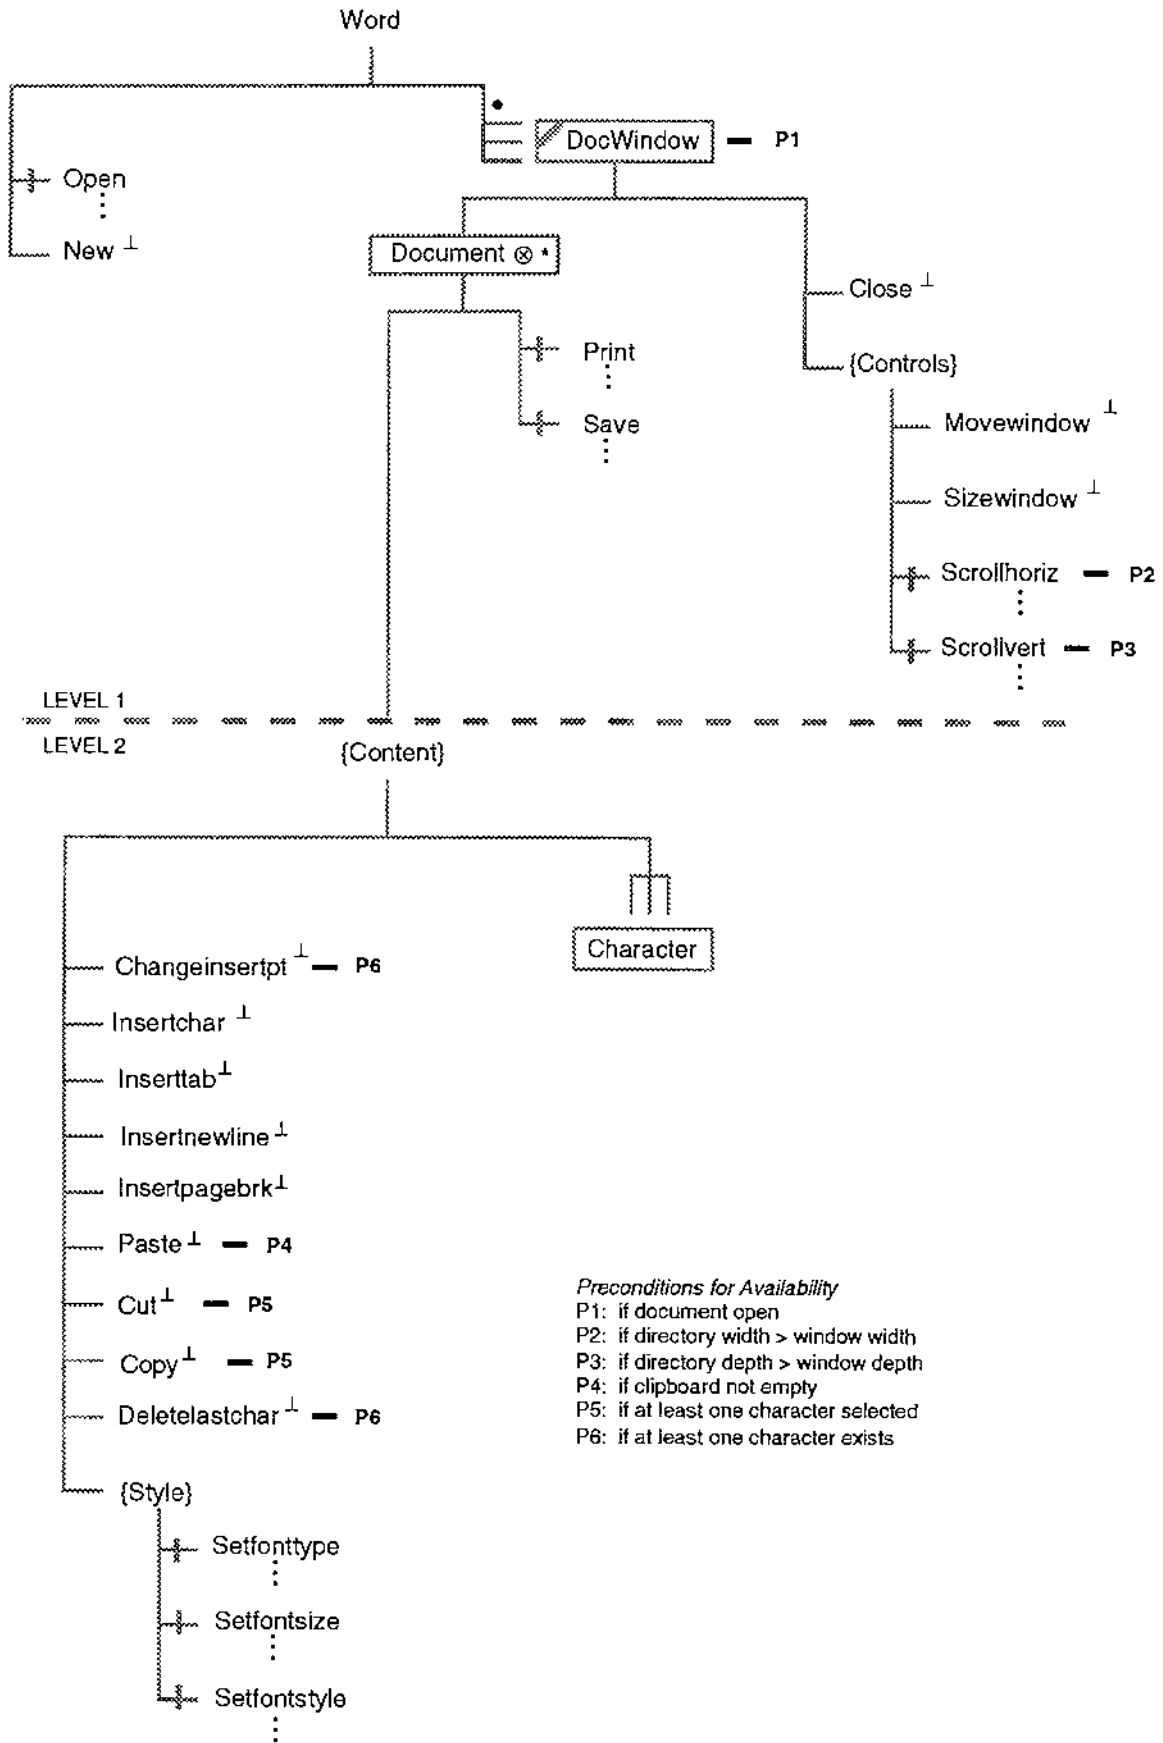 Word
DocWindow P1
Open
New ⊥
Document ⊗ *
Close ⊥
Print
{Controls}
Save
Movewindow ⊥
Sizewindow ⊥
Scrollhoriz P2
Scrollvert P3
LEVEL 1
LEVEL 2
{Content}
Character
Changeinsertpt ⊥ P6
Insertchar ⊥
Inserttab ⊥
Insertnewline ⊥
Insertpagebrk ⊥
Paste ⊥ P4
Cut ⊥ P5
Copy ⊥ P5
Deletelastchar ⊥ P6
{Style}
Setfonttype
Setfontsize
Setfontstyle
Preconditions for Availability
P1: if document open
P2: if directory width > window width
P3: if directory depth > window depth
P4: if clipboard not empty
P5: if at least one character selected
P6: if at least one character exists